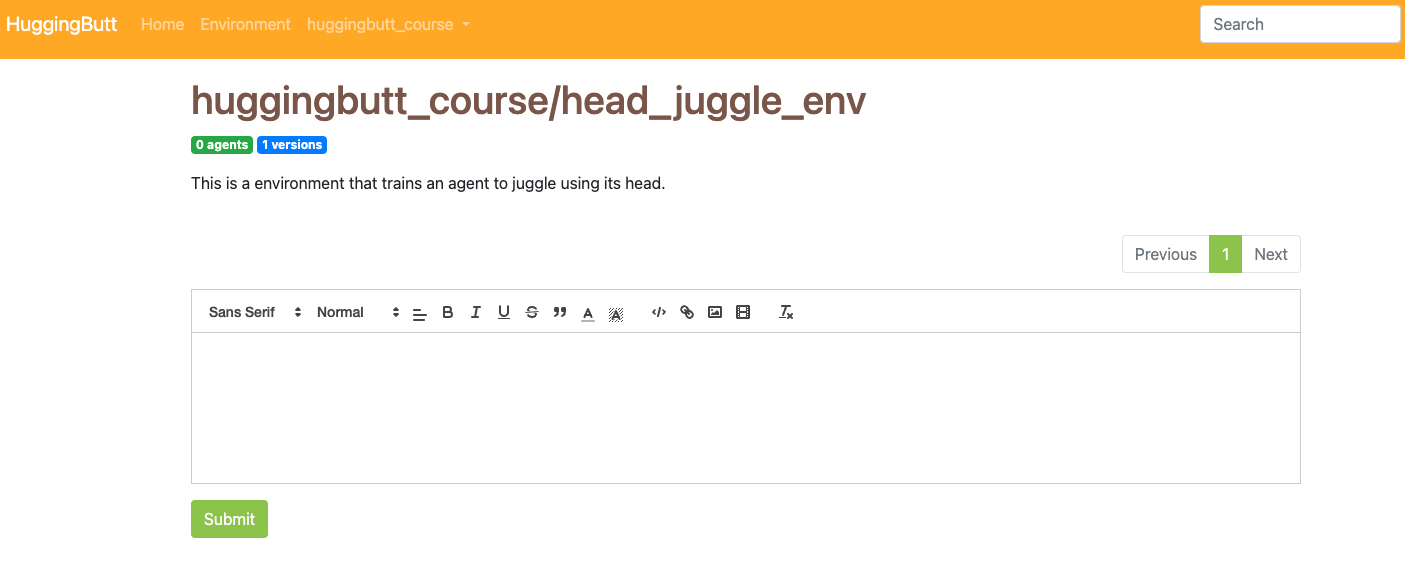 HuggingButt Home Environment huggingbutt_course Search
huggingbutt_course/head_juggle_env
0 agents 1 versions
This is a environment that trains an agent to juggle using its head.
Previous 1 Next
Sans Serif Normal
Submit